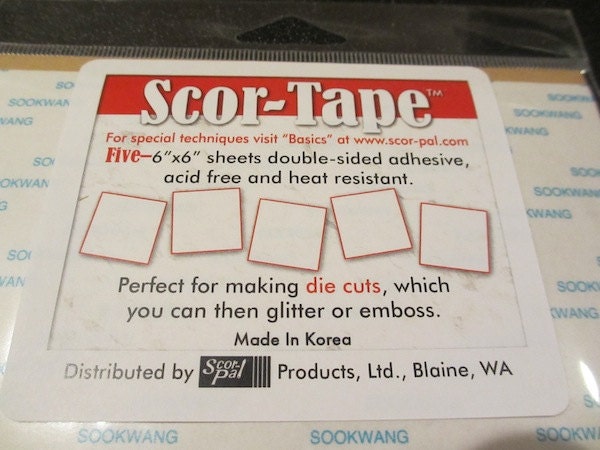 Scor-Tape™
For special techniques visit "Basics" at www.scor-pal.com
Five—6"x6" sheets double-sided adhesive,
acid free and heat resistant.
Perfect for making die cuts, which
you can then glitter or emboss.
Made In Korea
Distributed by Scor-Pal Products, Ltd., Blaine, WA
SOOKWANG
SOOKWANG
SOOKWANG